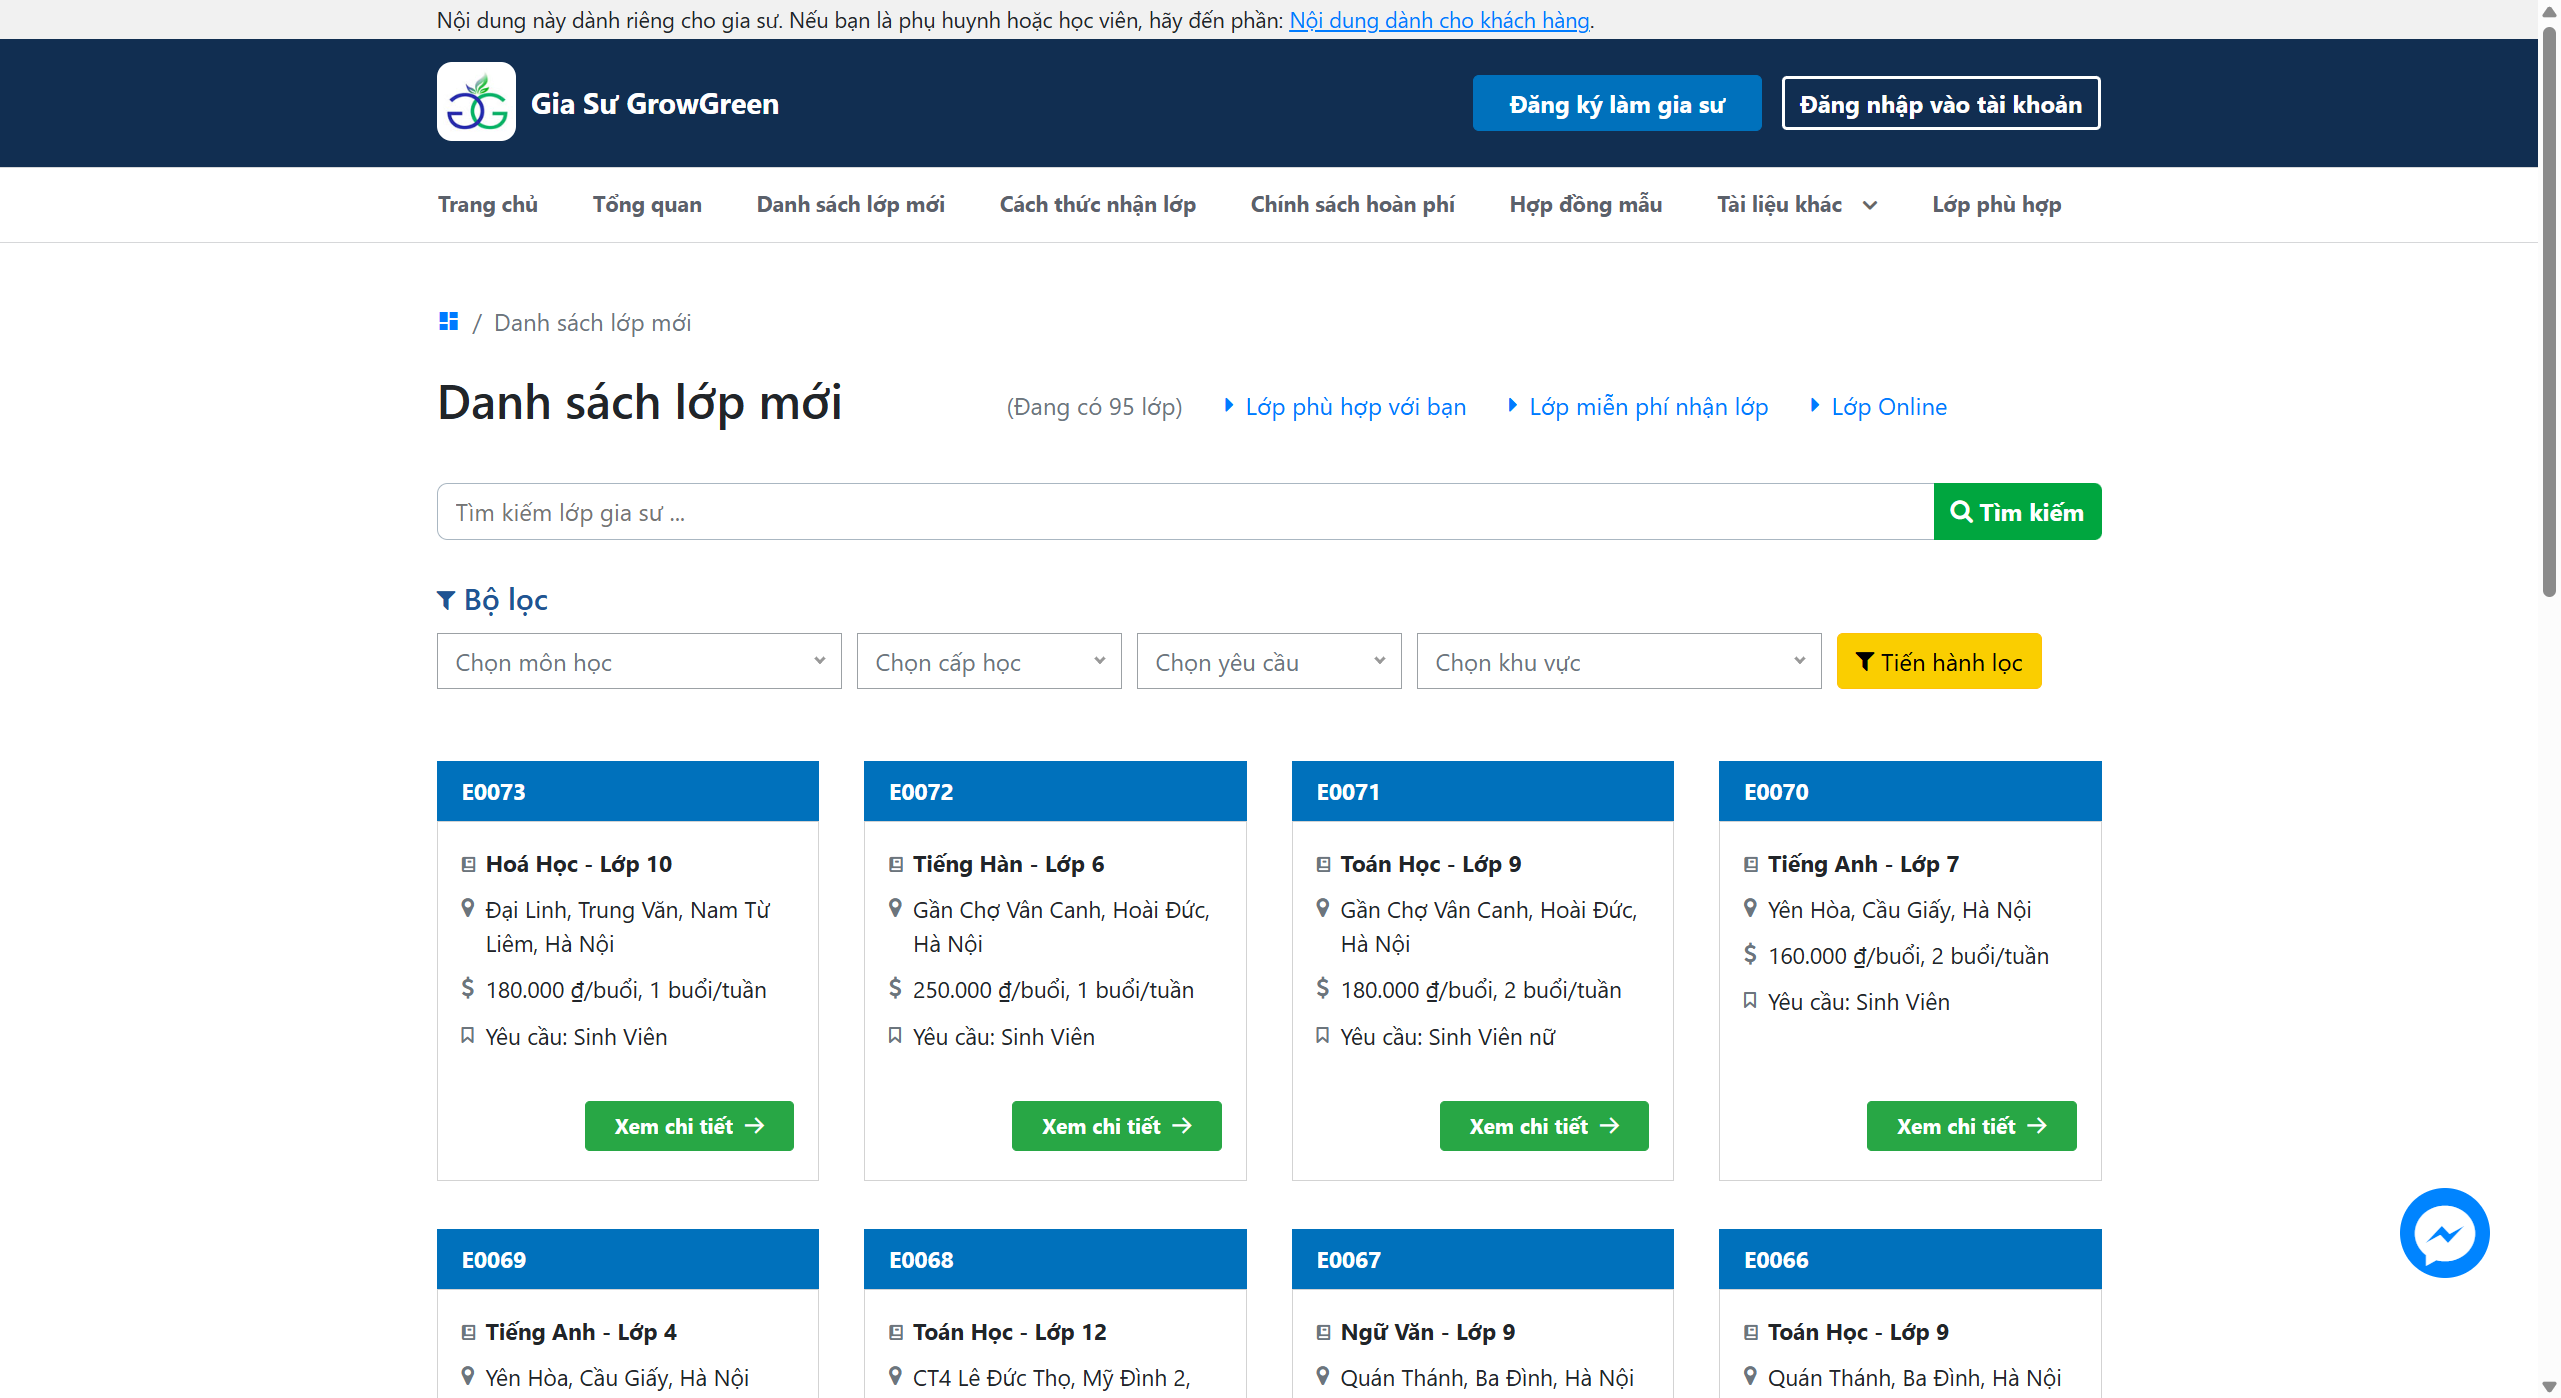 Nội dung này dành riêng cho gia sư. Nếu bạn là phụ huynh hoặc học viên, hãy đến phần: Nội dung dành cho khách hàng.
Gia Sư GrowGreen
Đăng ký làm gia sư
Đăng nhập vào tài khoản
Trang chủ
Tổng quan
Danh sách lớp mới
Cách thức nhận lớp
Chính sách hoàn phí
Hợp đồng mẫu
Tài liệu khác
Lớp phù hợp
/ Danh sách lớp mới
Danh sách lớp mới
(Đang có 95 lớp)
Lớp phù hợp với bạn
Lớp miễn phí nhận lớp
Lớp Online
Tìm kiếm lớp gia sư ...
Tìm kiếm
Bộ lọc
Chọn môn học
Chọn cấp học
Chọn yêu cầu
Chọn khu vực
Tiến hành lọc
E0073
Hoá Học - Lớp 10
Đại Linh, Trung Văn, Nam Từ
Liêm, Hà Nội
180.000 ₫/buổi, 1 buổi/tuần
Yêu cầu: Sinh Viên
Xem chi tiết
E0072
Tiếng Hàn - Lớp 6
Gần Chợ Vân Canh, Hoài Đức,
Hà Nội
250.000 ₫/buổi, 1 buổi/tuần
Yêu cầu: Sinh Viên
Xem chi tiết
E0071
Toán Học - Lớp 9
Gần Chợ Vân Canh, Hoài Đức,
Hà Nội
180.000 ₫/buổi, 2 buổi/tuần
Yêu cầu: Sinh Viên nữ
Xem chi tiết
E0070
Tiếng Anh - Lớp 7
Yên Hòa, Cầu Giấy, Hà Nội
160.000 ₫/buổi, 2 buổi/tuần
Yêu cầu: Sinh Viên
Xem chi tiết
E0069
Tiếng Anh - Lớp 4
Yên Hòa, Cầu Giấy, Hà Nội
E0068
Toán Học - Lớp 12
CT4 Lê Đức Thọ, Mỹ Đình 2,
E0067
Ngữ Văn - Lớp 9
Quán Thánh, Ba Đình, Hà Nội
E0066
Toán Học - Lớp 9
Quán Thánh, Ba Đình, Hà Nội